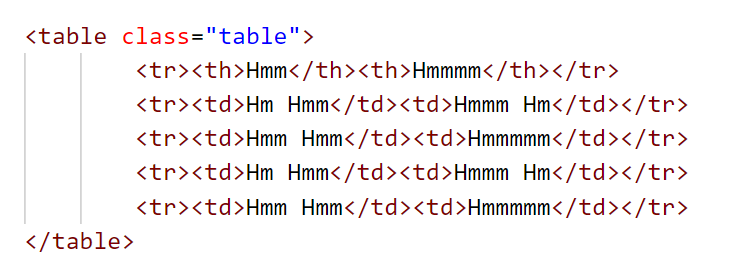 <table class="table">
<tr><th>Hmm</th><th>Hmmmm</th></tr>
<tr><td>Hm Hmm</td><td>Hmmm Hm</td></tr>
<tr><td>Hmm Hmm</td><td>Hmmmmm</td></tr>
<tr><td>Hm Hmm</td><td>Hmmm Hm</td></tr>
<tr><td>Hmm Hmm</td><td>Hmmmmm</td></tr>
</table>